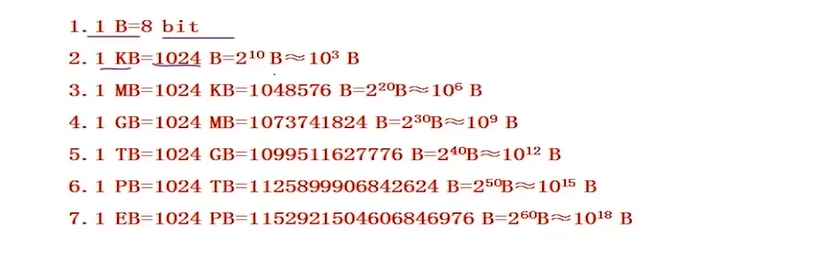 1. 1 B=8 bit
2. 1 KB=1024 B=2¹⁰ B≈10³ B
3. 1 MB=1024 KB=1048576 B=2²⁰B≈10⁶ B
4. 1 GB=1024 MB=1073741824 B=2³⁰B≈10⁹ B
5. 1 TB=1024 GB=1099511627776 B=2⁴⁰B≈10¹² B
6. 1 PB=1024 TB=1125899906842624 B=2⁵⁰B≈10¹⁵ B
7. 1 EB=1024 PB=1152921504606846976 B=2⁶⁰B≈10¹⁸ B